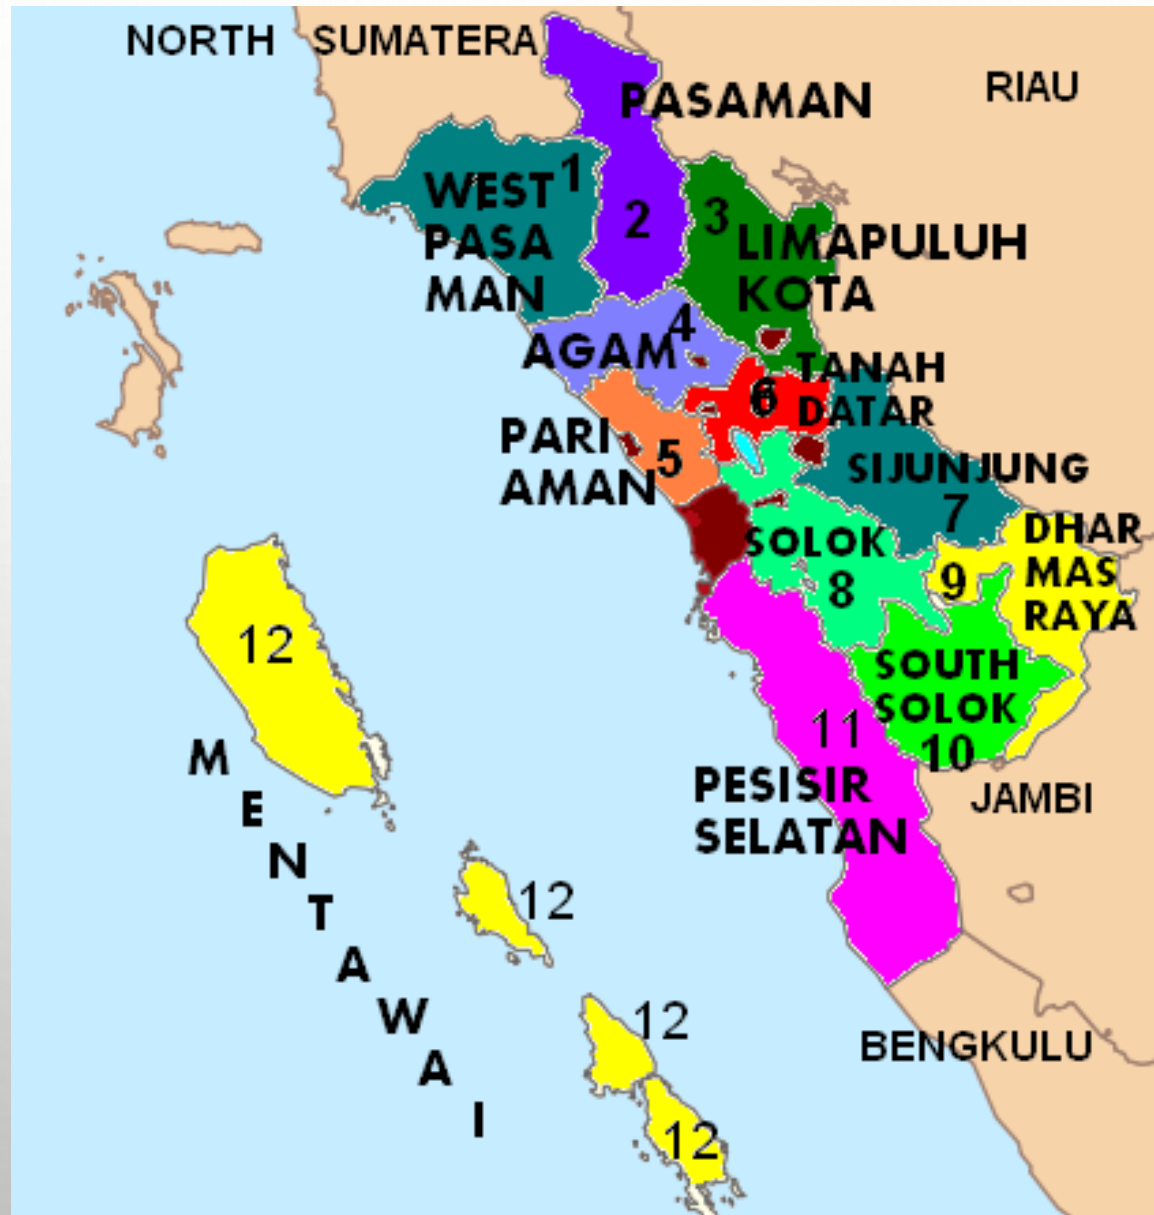 NORTH SUMATERA
RIAU
PASAMAN
2
WEST
PASA
MAN
1
3
LIMAPULUH
KOTA
AGAM
4
TANAH
DATAR
6
PARI
AMAN
5
SIJUNJUNG
7
SOLOK
8
9
DHAR
MAS
RAYA
SOUTH
SOLOK
10
11
PESISIR
SELATAN
JAMBI
BENGKULU
12
12
12
12
M
E
N
T
A
W
A
I